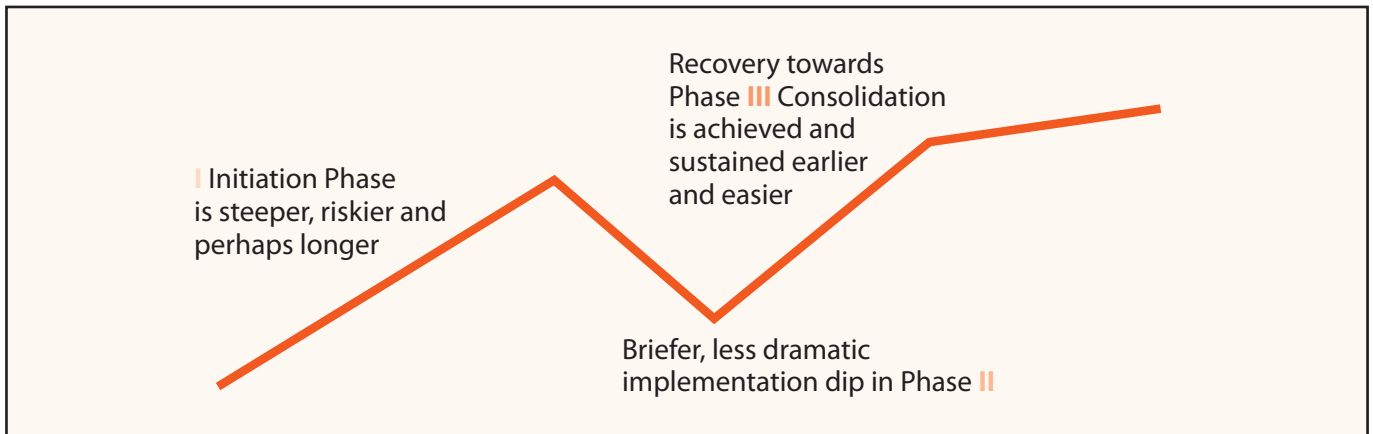 I Initiation Phase
is steeper, riskier and
perhaps longer
Recovery towards
Phase III Consolidation
is achieved and
sustained earlier
and easier
Briefer, less dramatic
implementation dip in Phase II